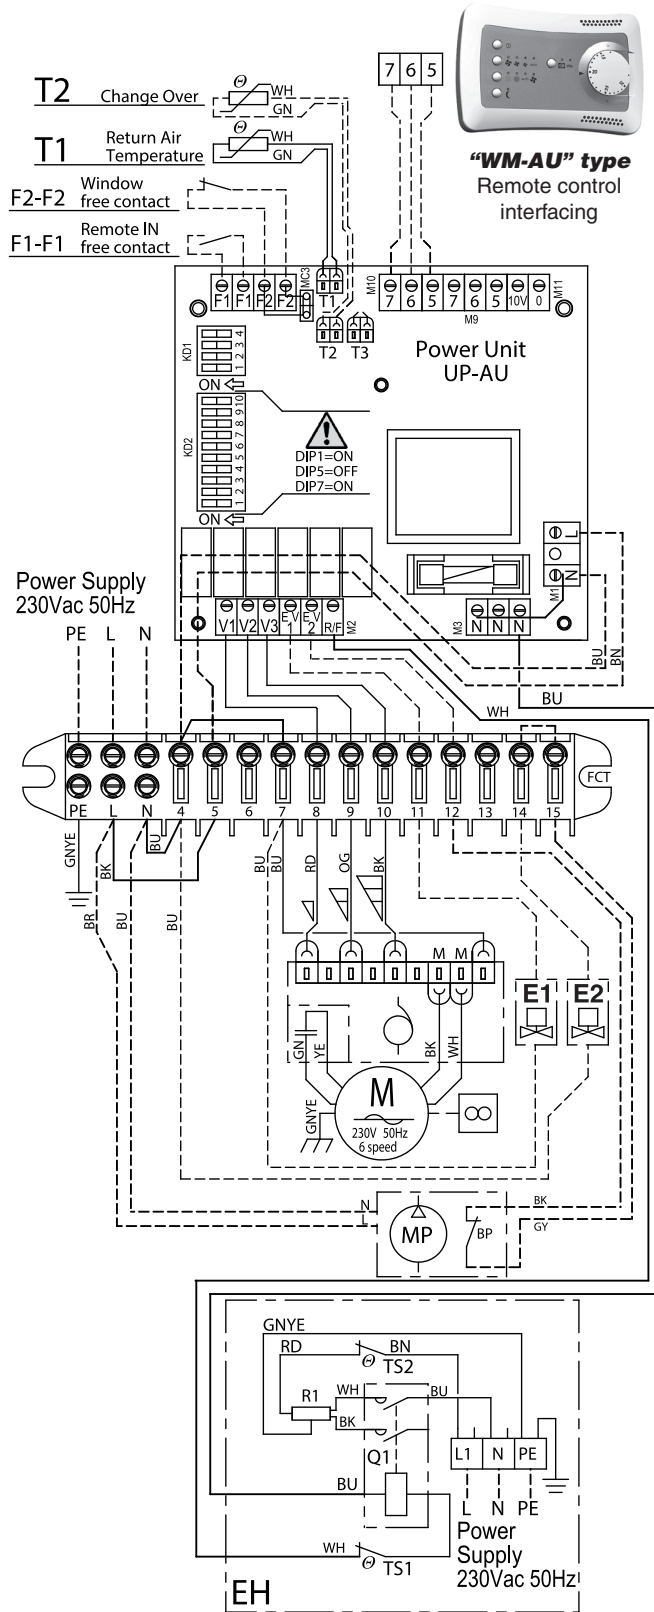 T2 Change Over
WH
GN
T1 Return Air Temperature
WH
GN
F2-F2 Window free contact
F1-F1 Remote IN free contact
7 6 5
"WM-AU" type
Remote control
interfacing
F1 F1 F2 F2
MC3
T1
T2 T3
M10
7 6 5 7 6 5 10V 0
M9
M11
Power Unit
UP-AU
KD1
1 2 3 4
ON
KD2
1 2 3 4 5 6 7 8 9 10
ON
DIP1=ON
DIP5=OFF
DIP7=ON
L
N
M1
V1 V2 V3 EV1 EV2 R/F
M2
M3
N N N
BU
BN
BU
WH
Power Supply
230Vac 50Hz
PE L N
FCT
PE L N 4 5 6 7 8 9 10 11 12 13 14 15
GNYE
BR
BK
BU
BU
BU
BU
BU
RD
OG
BK
M M
E1 E2
GN
YE
BK
WH
GNYE
M
230V 50Hz
6 speed
8
N
L
MP
BP
BK
GY
GNYE
RD
BN
TS2
R1
WH
BK
BU
Q1
L1 N PE
L N PE
BU
WH
TS1
Power
Supply
230Vac 50Hz
EH